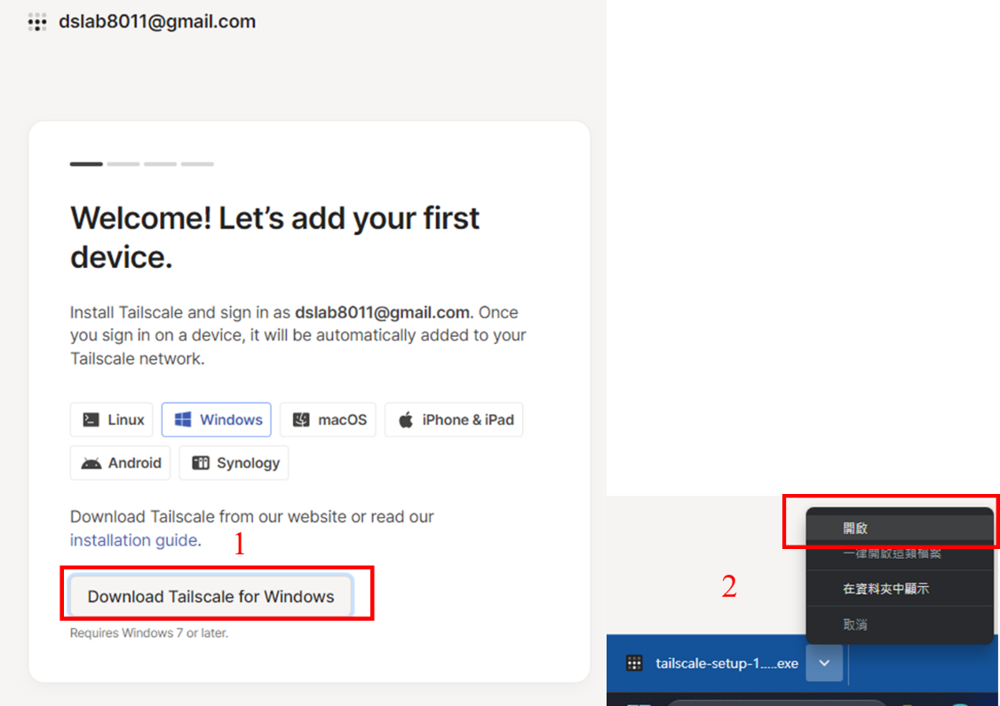 dslab8011@gmail.com
Welcome! Let’s add your first
device.
Install Tailscale and sign in as dslab8011@gmail.com. Once
you sign in on a device, it will be automatically added to your
Tailscale network.
Linux
Windows
macOS
iPhone & iPad
Android
Synology
Download Tailscale from our website or read our
installation guide.
1
Download Tailscale for Windows
Requires Windows 7 or later.
2
開啟
一律開啟這類檔案
在資料夾中顯示
取消
tailscale-setup-1.....exe